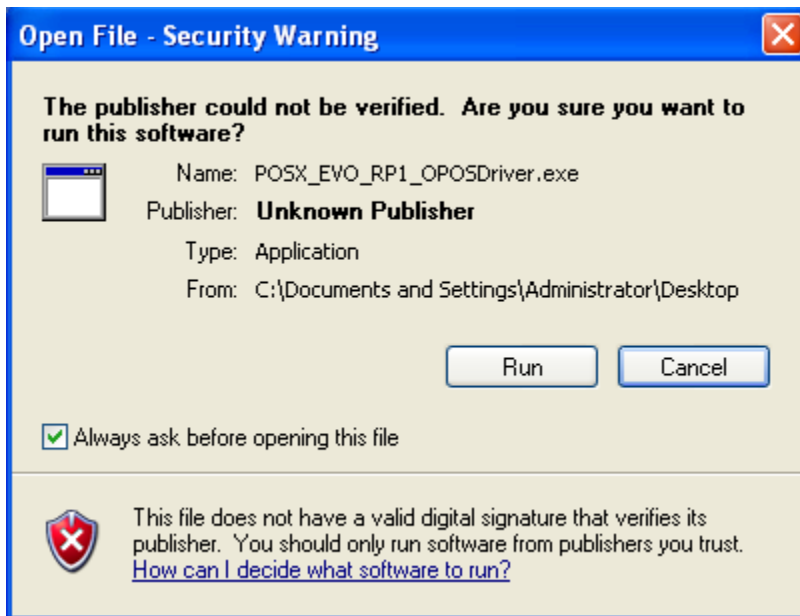 Open File - Security Warning
The publisher could not be verified.  Are you sure you want to
run this software?
Name: POSX_EVO_RP1_OPOSDriver.exe
Publisher: Unknown Publisher
Type: Application
From: C:\Documents and Settings\Administrator\Desktop
Run Cancel
Always ask before opening this file
This file does not have a valid digital signature that verifies its
publisher.  You should only run software from publishers you trust.
How can I decide what software to run?